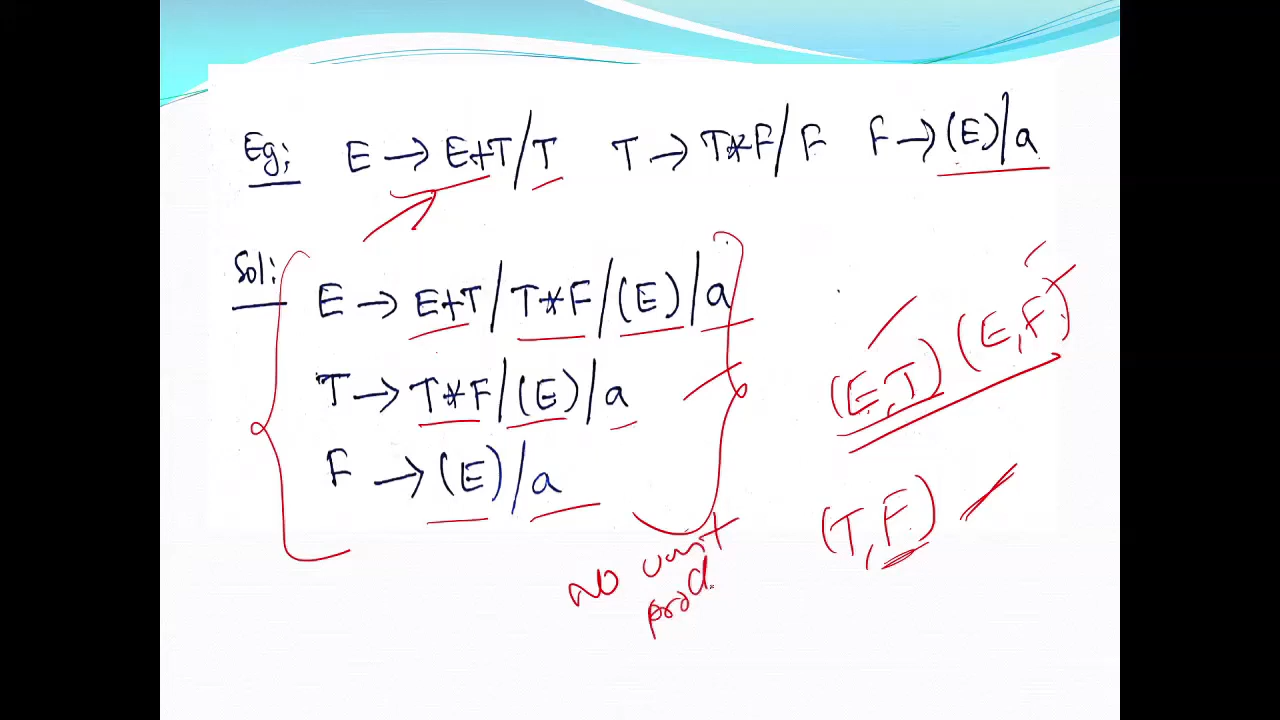 Eg; E → E+T/T T → T*F/F F → (E)/a
Sol:
E → E+T/T*F/(E)/a
T → T*F/(E)/a
F → (E)/a
(E,T) (E,F)
(T,F)
no unit
prod.